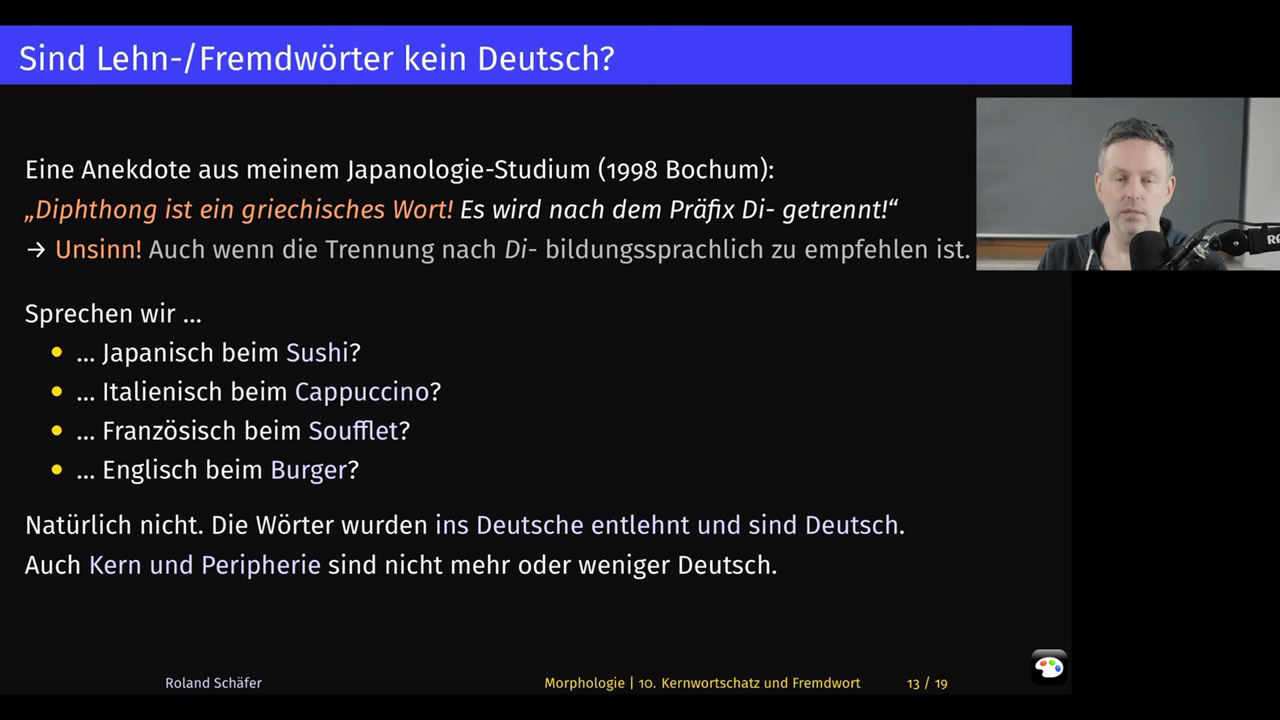 Sind Lehn-/Fremdwörter kein Deutsch?
Eine Anekdote aus meinem Japanologie-Studium (1998 Bochum):
„Diphthong ist ein griechisches Wort! Es wird nach dem Präfix Di- getrennt!“
→ Unsinn! Auch wenn die Trennung nach Di- bildungssprachlich zu empfehlen ist.
Sprechen wir ...
• ... Japanisch beim Sushi?
• ... Italienisch beim Cappuccino?
• ... Französisch beim Soufflet?
• ... Englisch beim Burger?
Natürlich nicht. Die Wörter wurden ins Deutsche entlehnt und sind Deutsch.
Auch Kern und Peripherie sind nicht mehr oder weniger Deutsch.
Roland Schäfer
Morphologie | 10. Kernwortschatz und Fremdwort
13 / 19